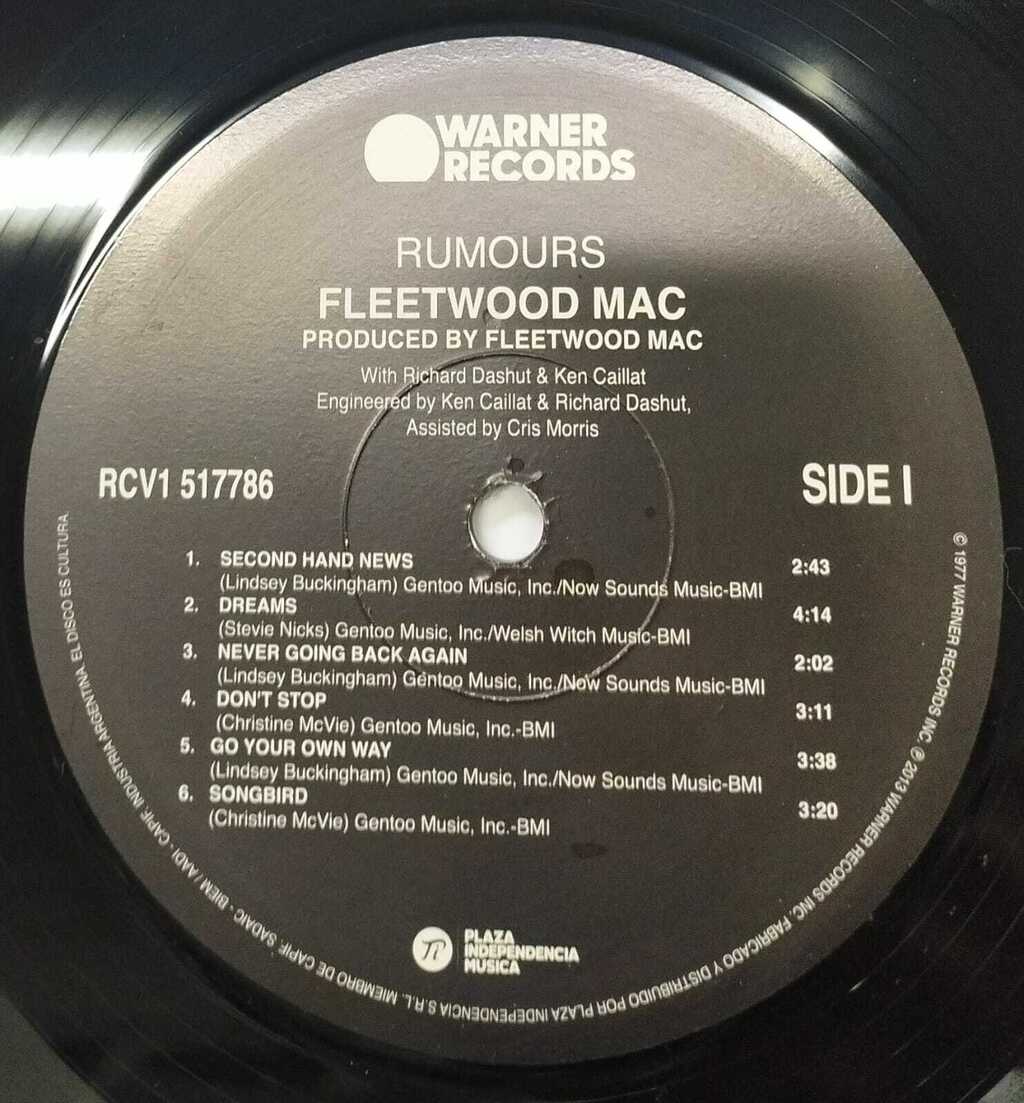 WARNER
RECORDS
RUMOURS
FLEETWOOD MAC
PRODUCED BY FLEETWOOD MAC
With Richard Dashut & Ken Caillat
Engineered by Ken Caillat & Richard Dashut,
Assisted by Cris Morris
RCV1 517786
SIDE I
1. SECOND HAND NEWS 2:43
(Lindsey Buckingham) Gentoo Music, Inc./Now Sounds Music-BMI
2. DREAMS 4:14
(Stevie Nicks) Gentoo Music, Inc./Welsh Witch Music-BMI
3. NEVER GOING BACK AGAIN 2:02
(Lindsey Buckingham) Gentoo Music, Inc./Now Sounds Music-BMI
4. DON'T STOP 3:11
(Christine McVie) Gentoo Music, Inc.-BMI
5. GO YOUR OWN WAY 3:38
(Lindsey Buckingham) Gentoo Music, Inc./Now Sounds Music-BMI
6. SONGBIRD 3:20
(Christine McVie) Gentoo Music, Inc.-BMI
PLAZA
INDEPENDENCIA
MUSICA
© 1977 WARNER RECORDS INC. ℗ 2013 WARNER RECORDS INC. FABRICADO Y DISTRIBUIDO POR PLAZA INDEPENDENCIA S.R.L. MIEMBRO DE CAPIF. SADAIC - BIEM / AADI - CAPIF. INDUSTRIA ARGENTINA. EL DISCO ES CULTURA.